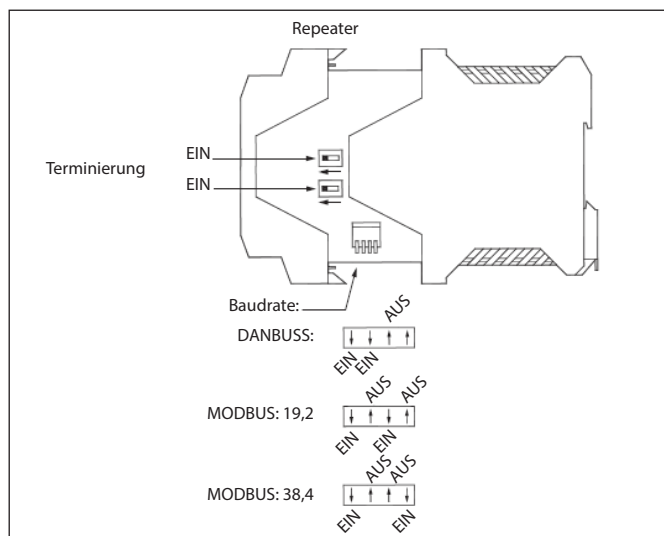 Repeater
EIN
Terminierung
EIN
Baudrate:
AUS
DANBUSS:
EIN EIN
AUS AUS
MODBUS: 19,2
EIN EIN
AUS AUS
MODBUS: 38,4
EIN EIN